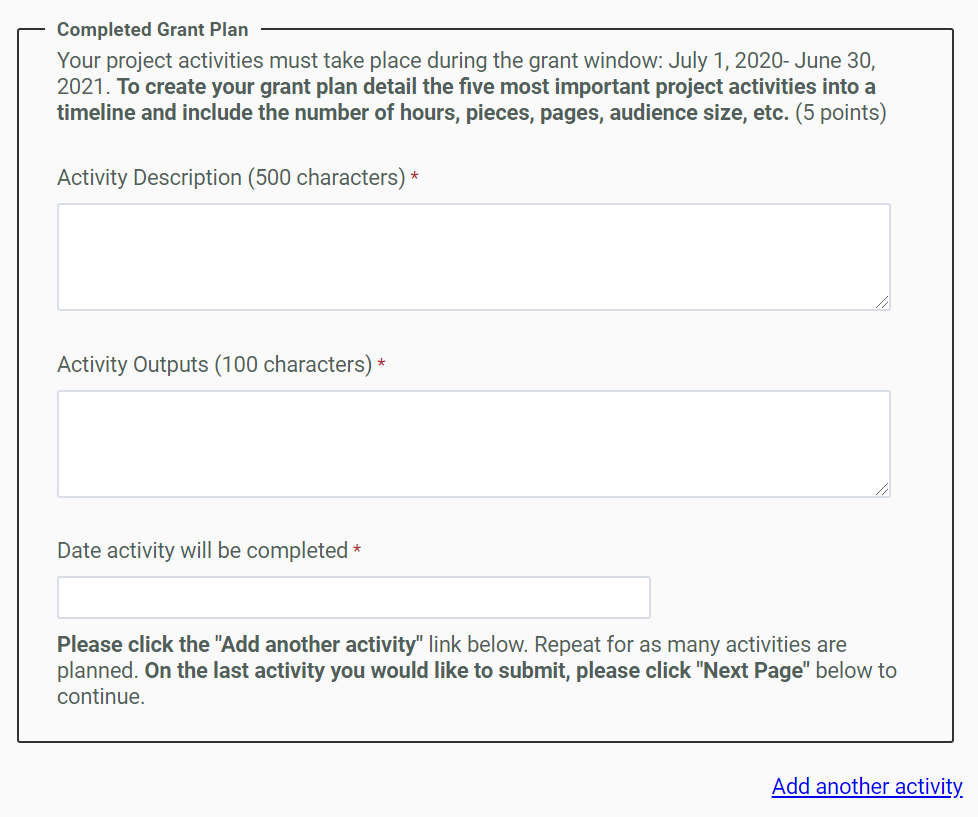 Completed Grant Plan
Your project activities must take place during the grant window: July 1, 2020- June 30,
2021. To create your grant plan detail the five most important project activities into a
timeline and include the number of hours, pieces, pages, audience size, etc. (5 points)
Activity Description (500 characters) *
Activity Outputs (100 characters) *
Date activity will be completed *
Please click the "Add another activity" link below. Repeat for as many activities are
planned. On the last activity you would like to submit, please click "Next Page" below to
continue.
Add another activity